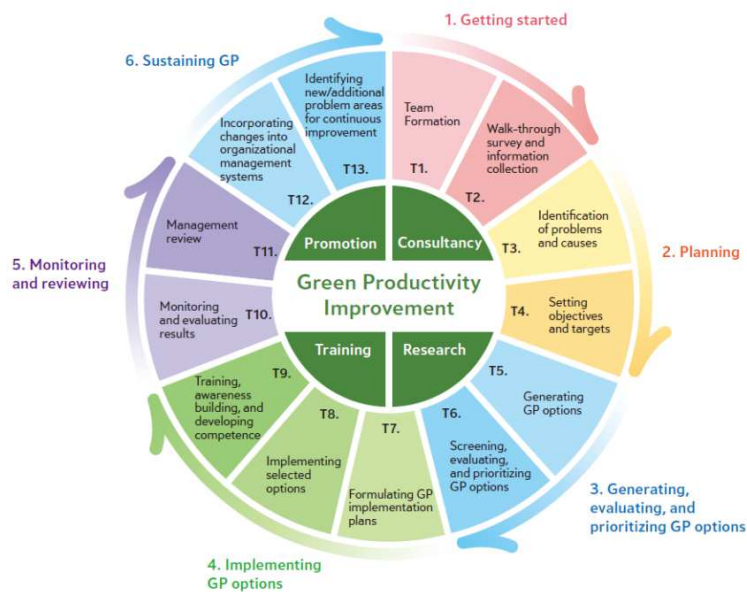 1. Getting started
Team
Formation
T1.
Walk-through
survey and
information
collection
T2.
2. Planning
Identification
of problems
and causes
T3.
Setting
objectives
and targets
T4.
3. Generating,
evaluating, and
prioritizing GP options
T5.
Generating
GP options
T6.
Screening,
evaluating,
and prioritizing
GP options
4. Implementing
GP options
T7.
Formulating GP
implementation
plans
T8.
Implementing
selected
options
T9.
Training,
awareness
building, and
developing
competence
5. Monitoring
and reviewing
Monitoring
and evaluating
results
T10.
Management
review
T11.
6. Sustaining GP
Incorporating
changes into
organizational
management
systems
T12.
Identifying
new/additional
problem areas
for continuous
improvement
T13.
Promotion
Consultancy
Green Productivity
Improvement
Training
Research